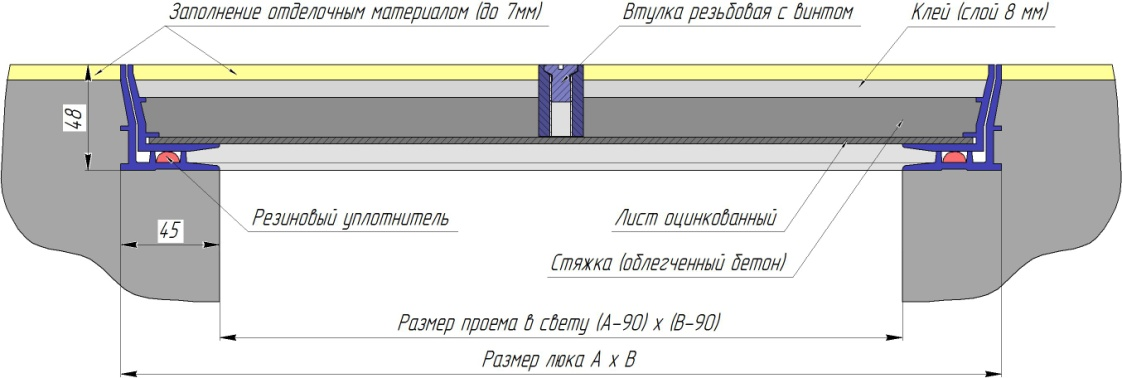 Заполнение отделочным материалом (до 7мм)
Втулка резьбовая с винтом
Клей (слой 8 мм)
48
45
Резиновый уплотнитель
Лист оцинкованный
Стяжка (облегченный бетон)
Размер проема в свету (А-90) х (В-90)
Размер люка А х В